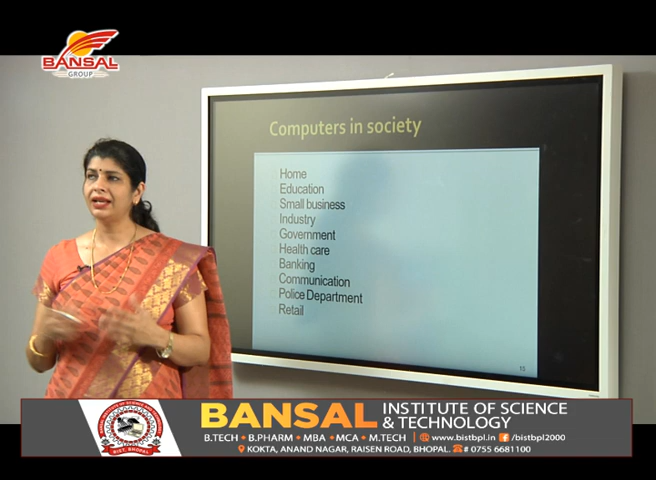 BANSAL
GROUP
Computers in society
Home
Education
Small business
Industry
Government
Health care
Banking
Communication
Police Department
Retail
15
BANSAL INSTITUTE OF SCIENCE
& TECHNOLOGY
B.TECH • B.PHARM • MBA • MCA • M.TECH | www.bistbpl.in f /bistbpl2000
KOKTA, ANAND NAGAR, RAISEN ROAD, BHOPAL. # 0755 6681100
BIST, BHOPAL